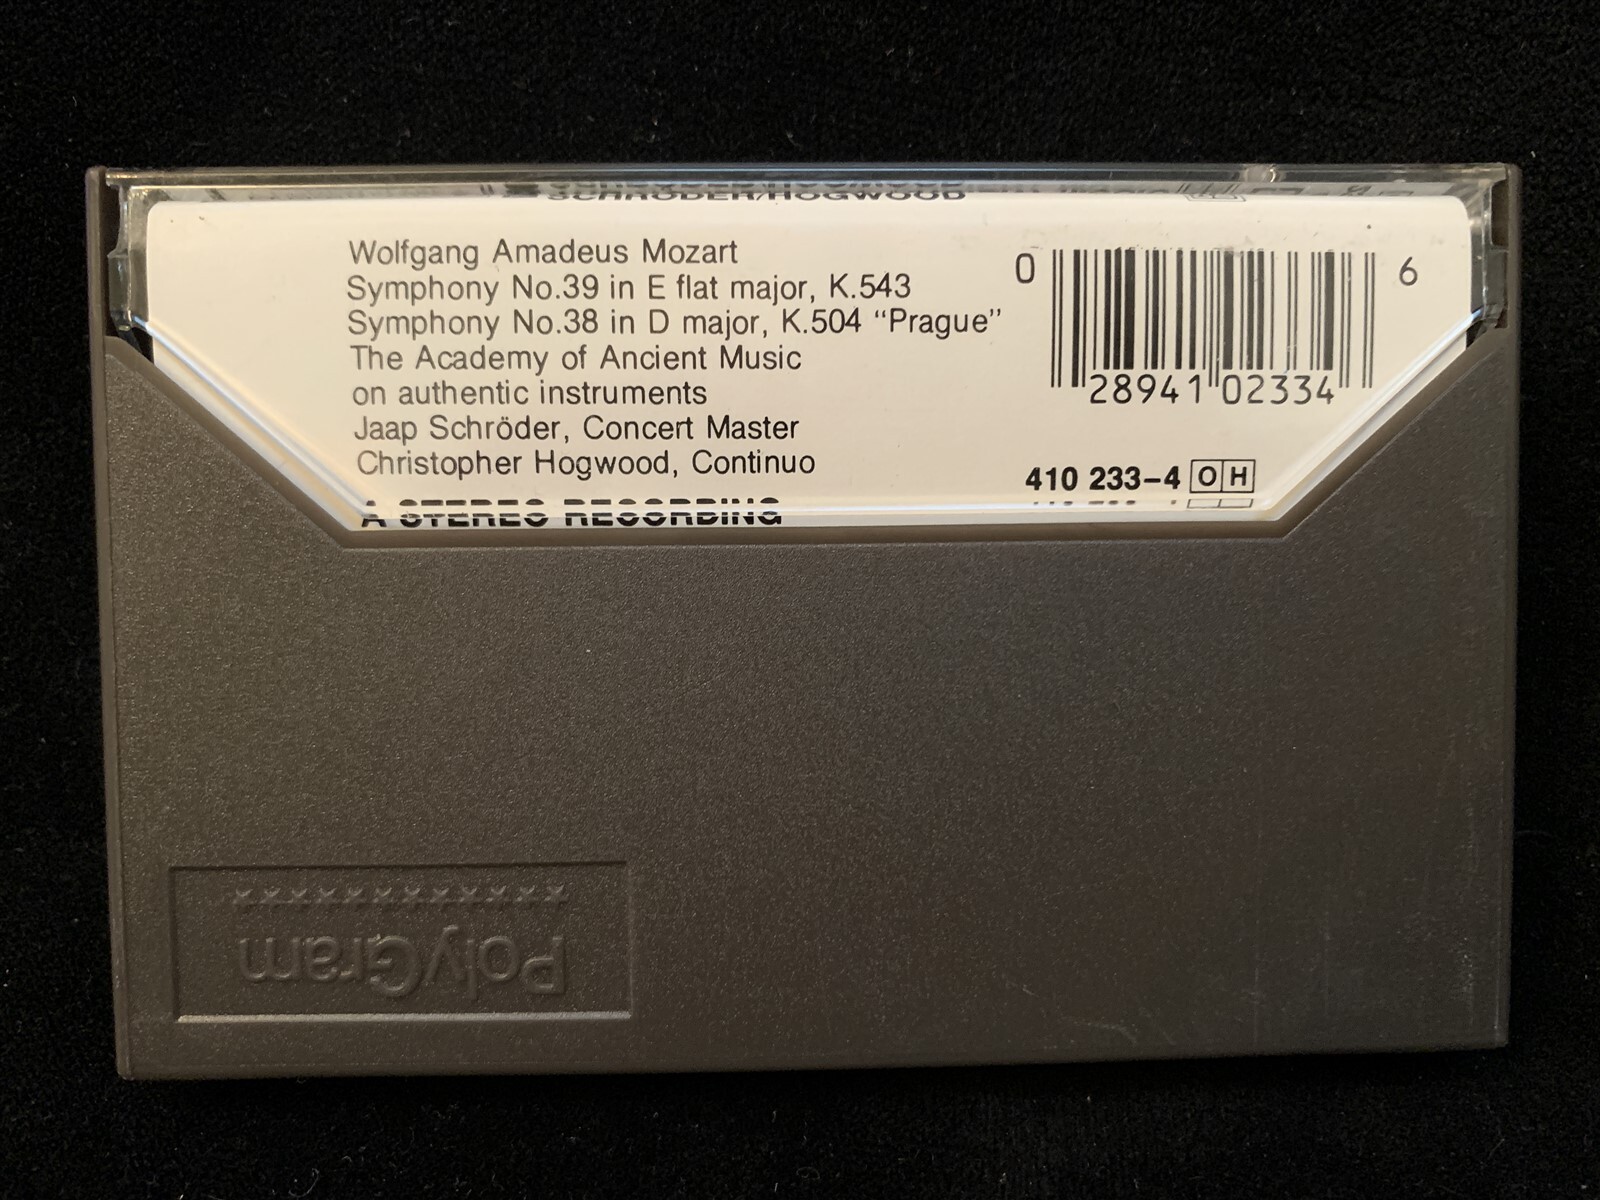 SCHRÖDER/HOGWOOD
Wolfgang Amadeus Mozart
Symphony No.39 in E flat major, K.543
Symphony No.38 in D major, K.504 “Prague”
The Academy of Ancient Music
on authentic instruments
Jaap Schröder, Concert Master
Christopher Hogwood, Continuo
A STEREO RECORDING
0 28941 02334 6
410 233-4 OH
PolyGram